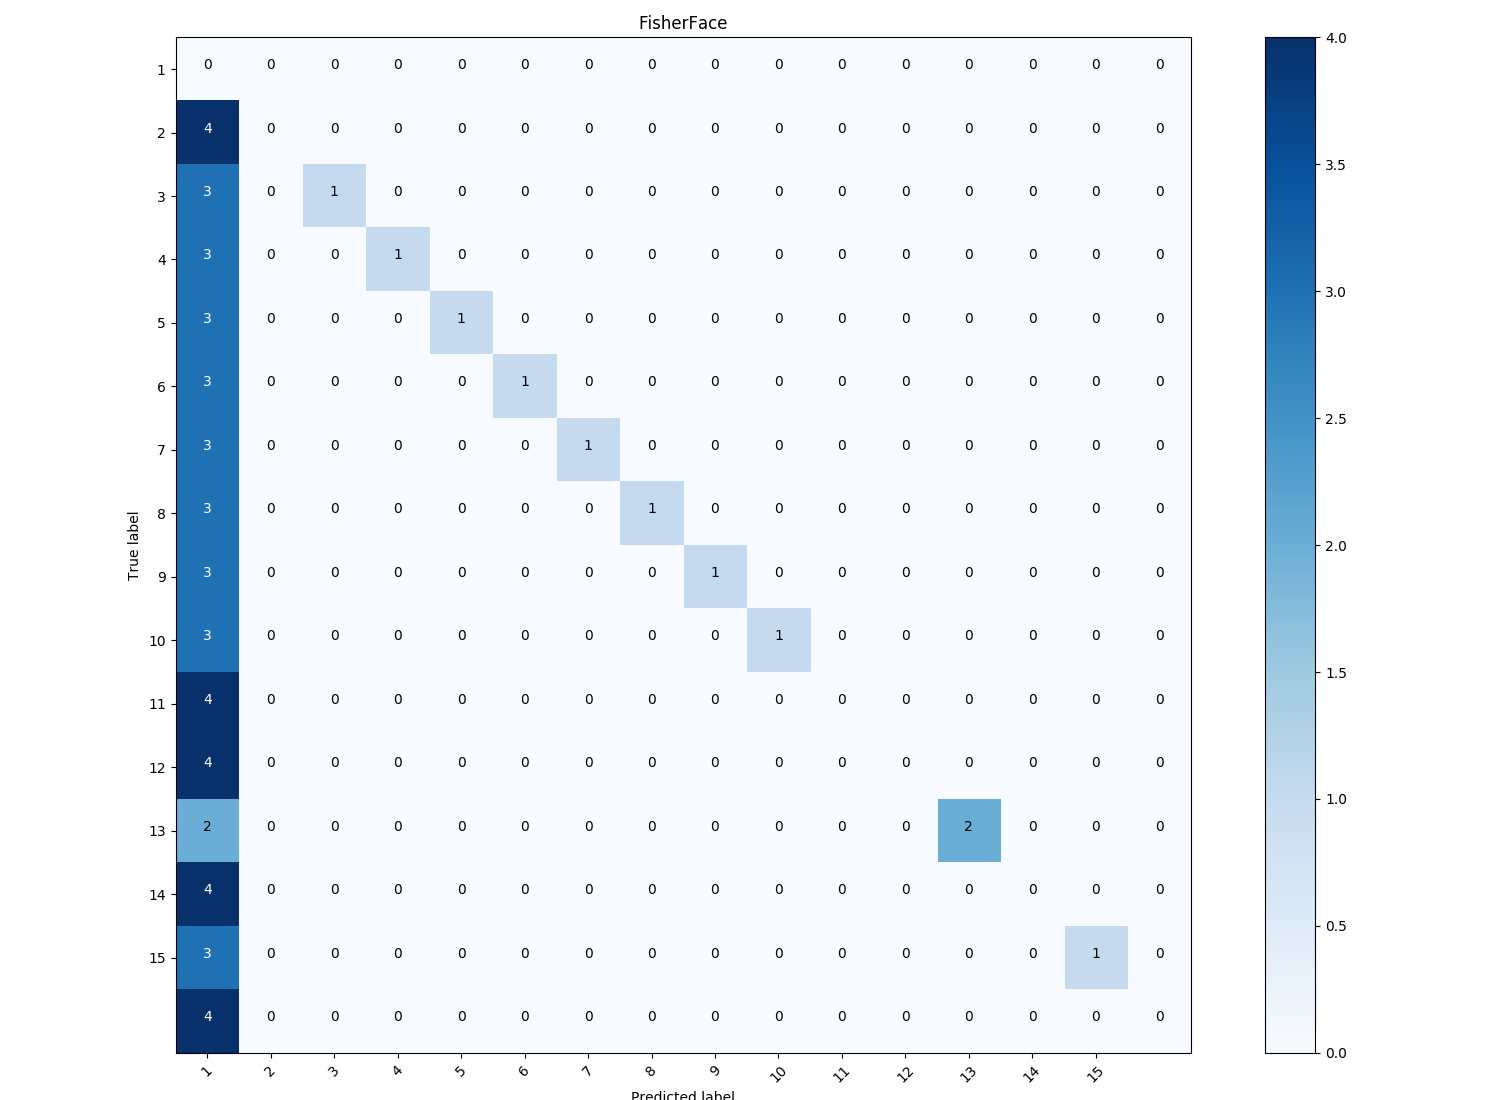 FisherFace
1 0 0 0 0 0 0 0 0 0 0 0 0 0 0 0 0
2 4 0 0 0 0 0 0 0 0 0 0 0 0 0 0 0
3 3 0 1 0 0 0 0 0 0 0 0 0 0 0 0 0
4 3 0 0 1 0 0 0 0 0 0 0 0 0 0 0 0
5 3 0 0 0 1 0 0 0 0 0 0 0 0 0 0 0
6 3 0 0 0 0 1 0 0 0 0 0 0 0 0 0 0
7 3 0 0 0 0 0 1 0 0 0 0 0 0 0 0 0
8 3 0 0 0 0 0 0 1 0 0 0 0 0 0 0 0
9 3 0 0 0 0 0 0 0 1 0 0 0 0 0 0 0
10 3 0 0 0 0 0 0 0 0 1 0 0 0 0 0 0
11 4 0 0 0 0 0 0 0 0 0 0 0 0 0 0 0
12 4 0 0 0 0 0 0 0 0 0 0 0 0 0 0 0
13 2 0 0 0 0 0 0 0 0 0 0 0 2 0 0 0
14 4 0 0 0 0 0 0 0 0 0 0 0 0 0 0 0
15 3 0 0 0 0 0 0 0 0 0 0 0 0 0 1 0
4 0 0 0 0 0 0 0 0 0 0 0 0 0 0 0
1 2 3 4 5 6 7 8 9 10 11 12 13 14 15
True label
Predicted label
4.0
3.5
3.0
2.5
2.0
1.5
1.0
0.5
0.0